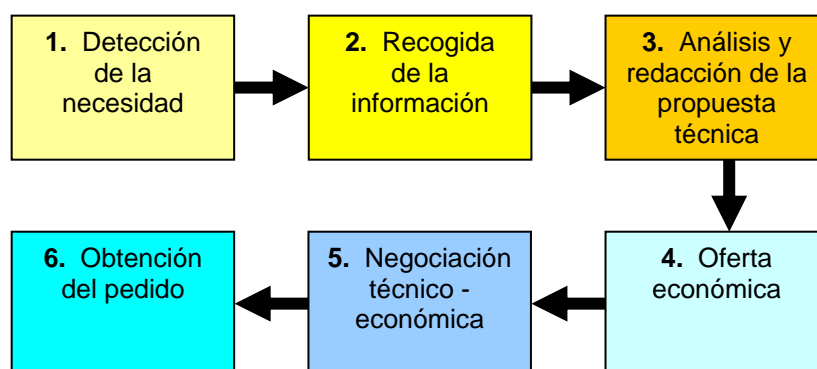 1. Detección
de la
necesidad
2. Recogida
de la
información
3. Análisis y
redacción de la
propuesta
técnica
4. Oferta
económica
5. Negociación
técnico -
económica
6. Obtención
del pedido